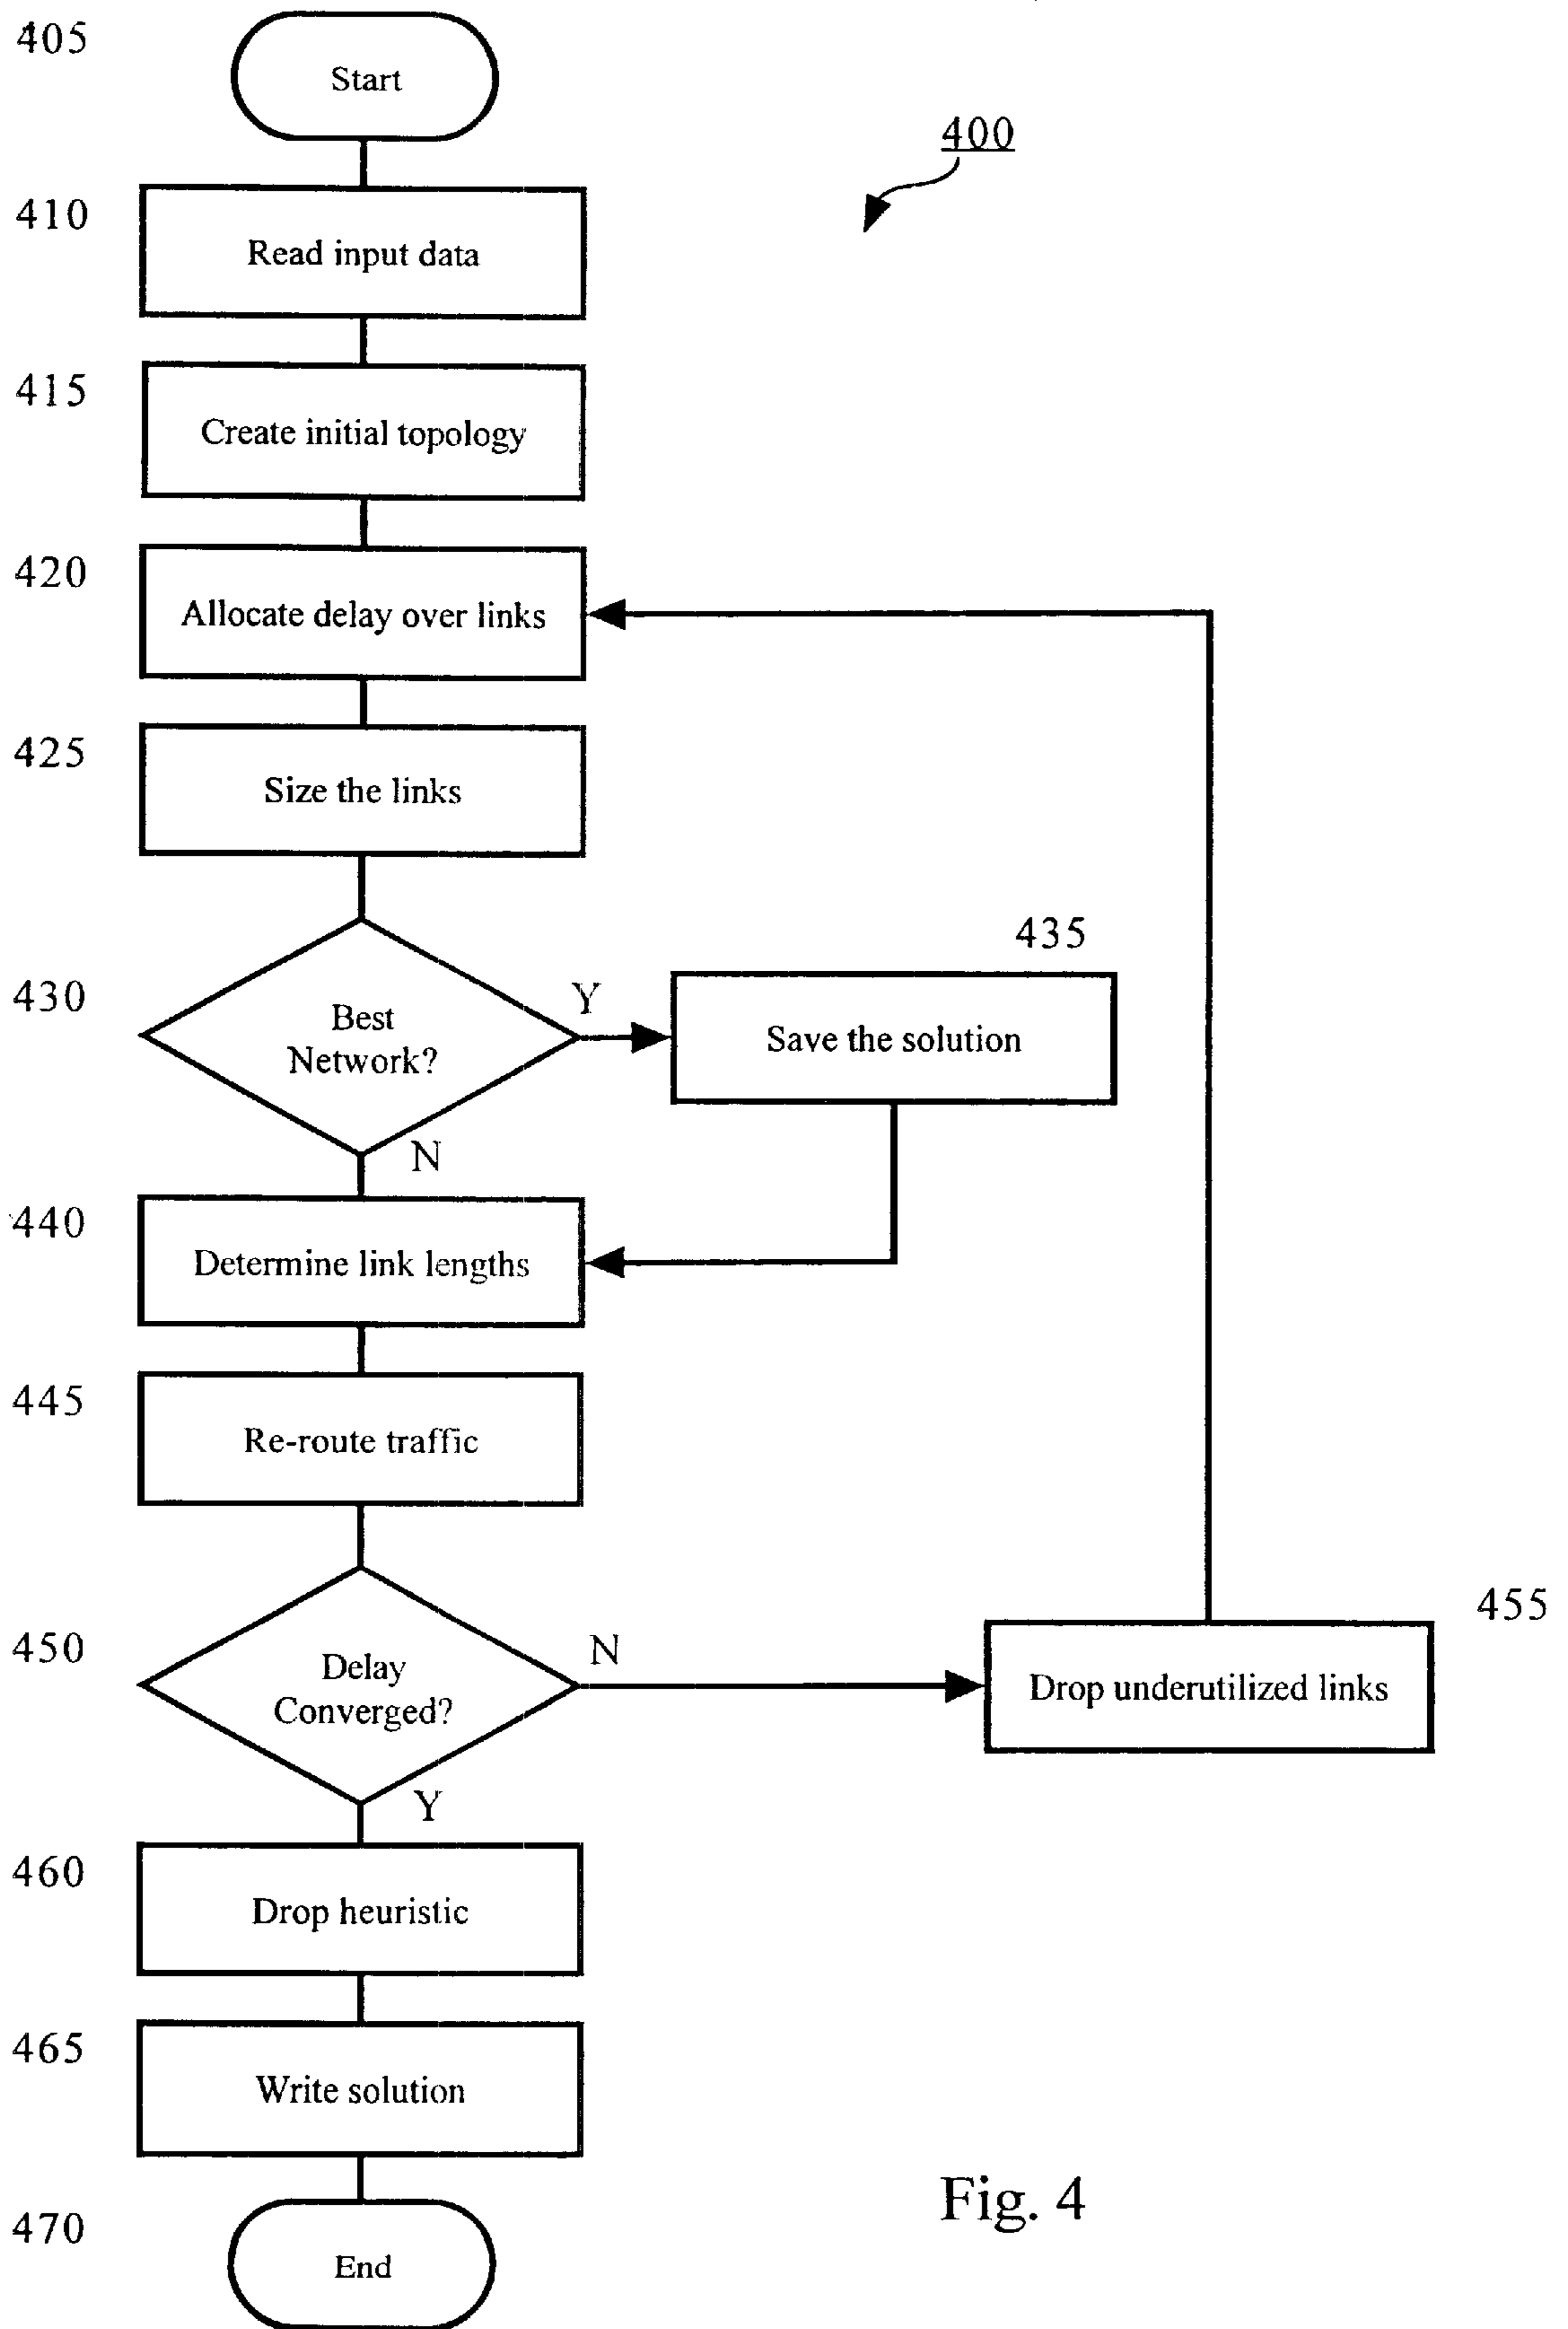 405
Start
400
410
Read input data
415
Create initial topology
420
Allocate delay over links
425
Size the links
435
430
Best
Network?
Y
Save the solution
N
440
Determine link lengths
445
Re-route traffic
450
Delay
Converged?
N
455
Drop underutilized links
Y
460
Drop heuristic
465
Write solution
470
End
Fig. 4